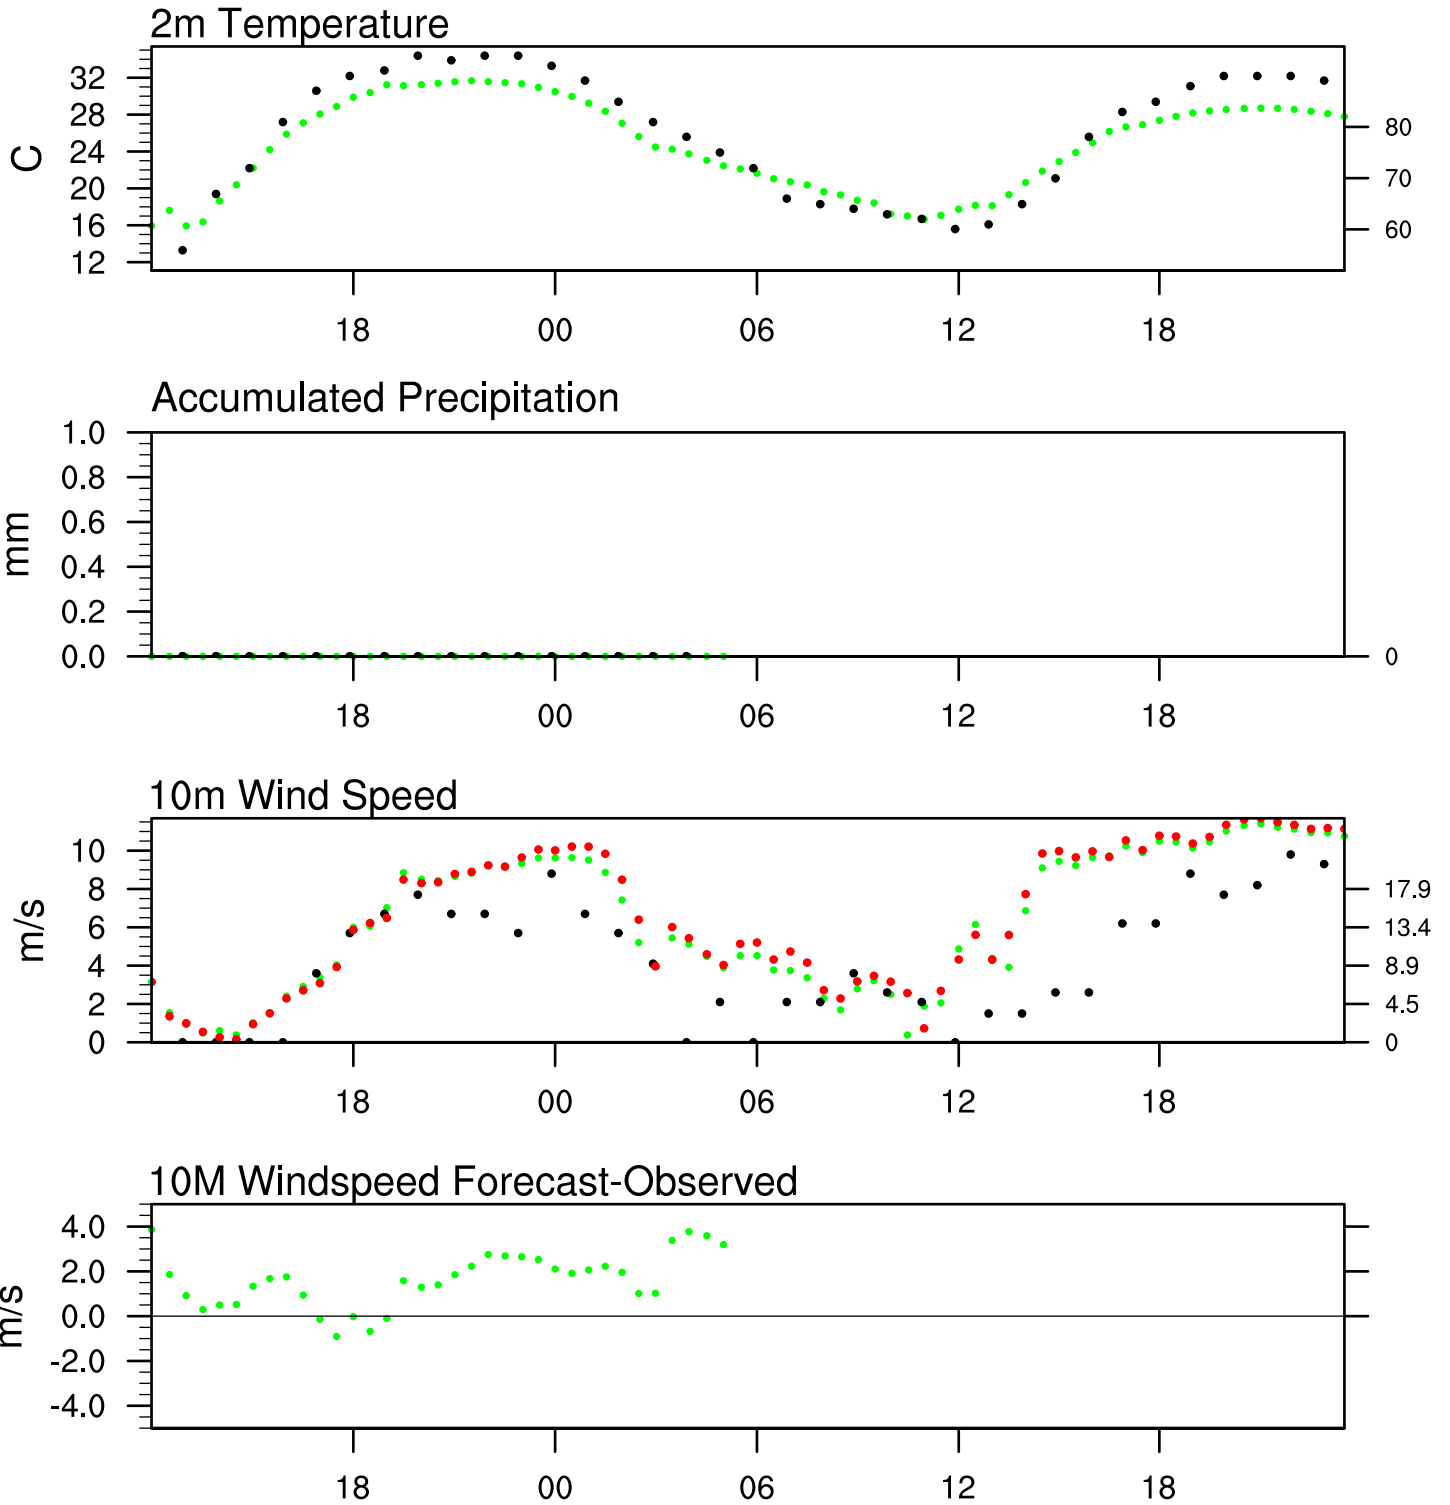 2m Temperature
C
32
28
24
20
16
12
80
70
60
18 00 06 12 18
Accumulated Precipitation
mm
1.0
0.8
0.6
0.4
0.2
0.0
0
18 00 06 12 18
10m Wind Speed
m/s
10
8
6
4
2
0
17.9
13.4
8.9
4.5
0
18 00 06 12 18
10M Windspeed Forecast-Observed
m/s
4.0
2.0
0.0
-2.0
-4.0
18 00 06 12 18